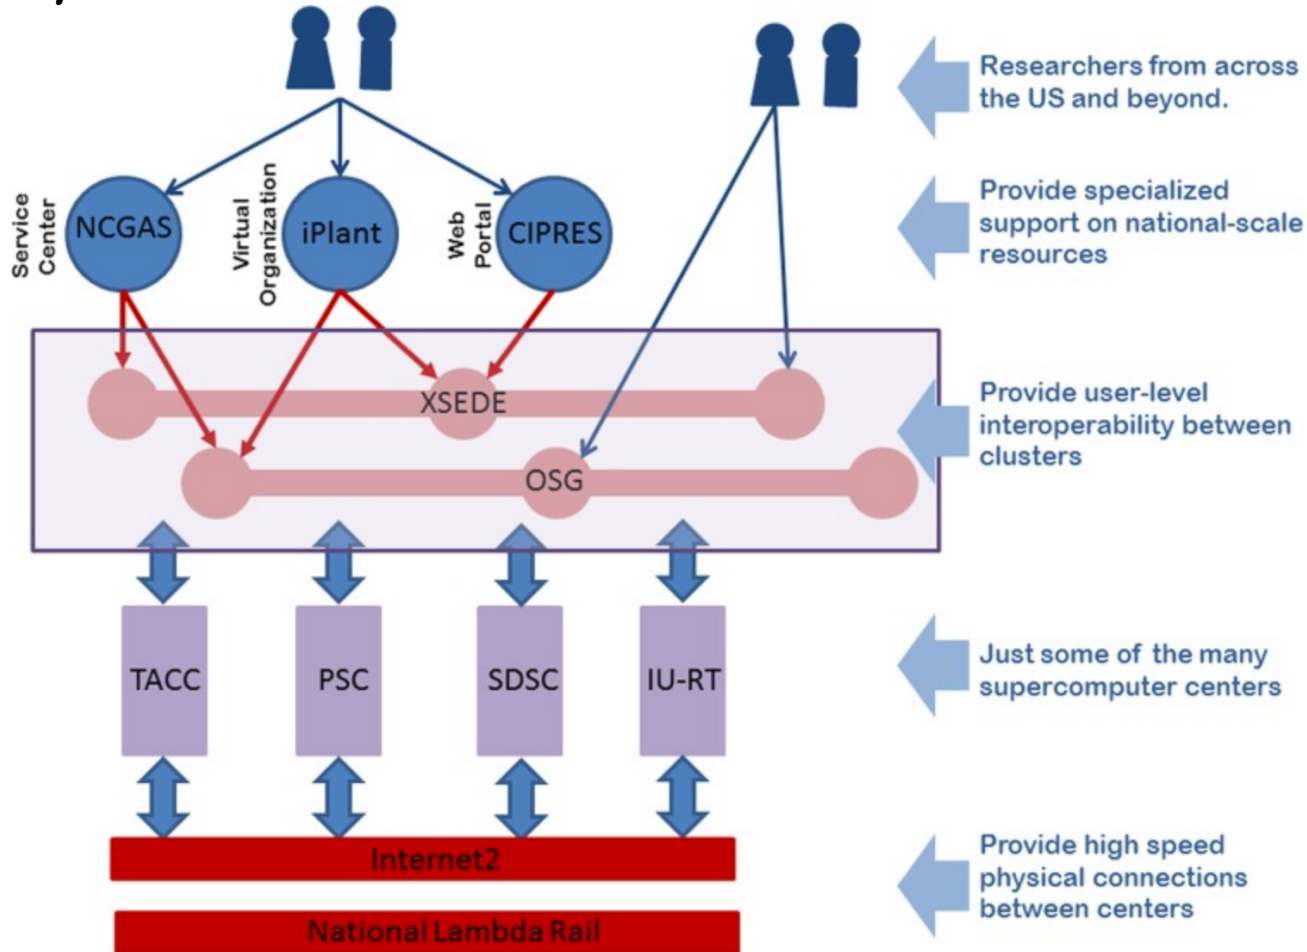 Researchers from across
the US and beyond.
Service
Center
NCGAS
Virtual
Organization
iPlant
Web
Portal
CIPRES
Provide specialized
support on national-scale
resources
XSEDE
OSG
Provide user-level
interoperability between
clusters
TACC
PSC
SDSC
IU-RT
Just some of the many
supercomputer centers
Internet2
National Lambda Rail
Provide high speed
physical connections
between centers